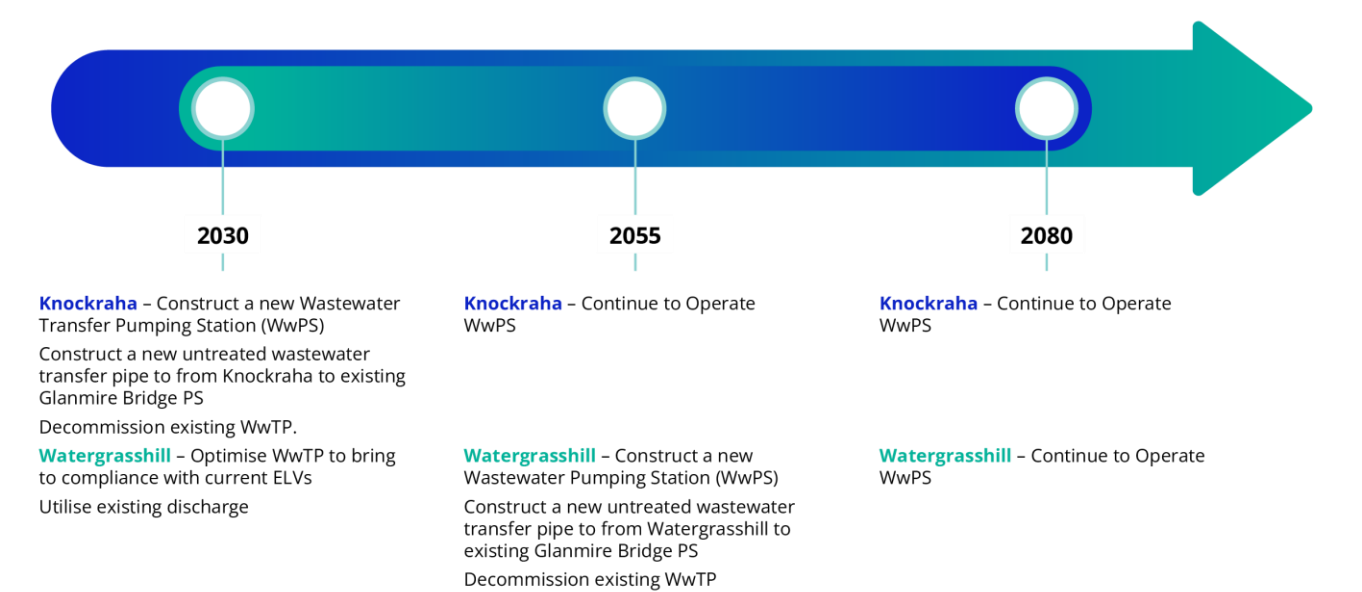 2030
2055
2080
Knockraha – Construct a new Wastewater
Transfer Pumping Station (WwPS)
Construct a new untreated wastewater
transfer pipe to from Knockraha to existing
Glanmire Bridge PS
Decommission existing WwTP.
Watergrasshill – Optimise WwTP to bring
to compliance with current ELVs
Utilise existing discharge
Knockraha – Continue to Operate
WwPS
Watergrasshill – Construct a new
Wastewater Pumping Station (WwPS)
Construct a new untreated wastewater
transfer pipe to from Watergrasshill to
existing Glanmire Bridge PS
Decommission existing WwTP
Knockraha – Continue to Operate
WwPS
Watergrasshill – Continue to Operate
WwPS